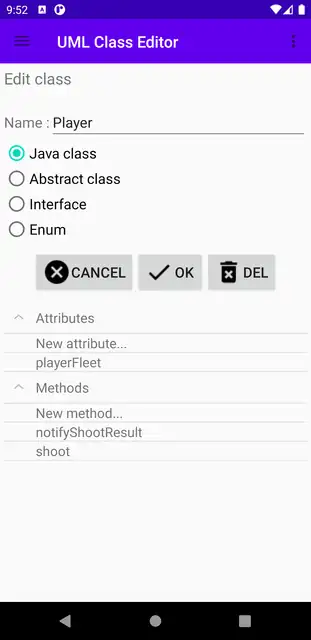 9:52
UML Class Editor
Edit class
Name : Player
Java class
Abstract class
Interface
Enum
CANCEL OK DEL
Attributes
New attribute...
playerFleet
Methods
New method...
notifyShootResult
shoot